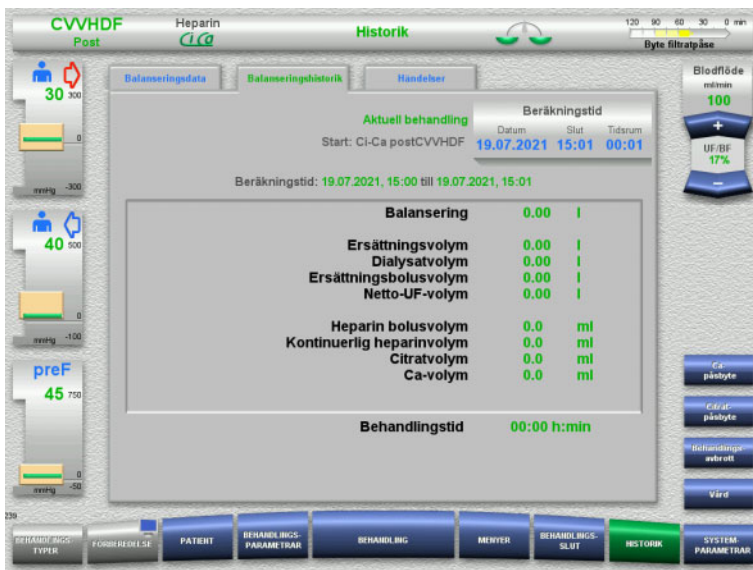 CVVHDF
Post
Heparin
Ci Ca
Historik
120 90 60 30 0 min
Byte filtratpåse
30 300
0
mmHg -300
40 500
0
mmHg -100
preF
45 750
0
mmHg -50
Balanseringsdata
Balanseringshistorik
Händelser
Aktuell behandling
Start: Ci-Ca postCVVHDF
Beräkningstid
Datum Slut Tidsrum
19.07.2021 15:01 00:01
Beräkningstid: 19.07.2021, 15:00 till 19.07.2021, 15:01
Balansering 0.00 l
Ersättningsvolym 0.00 l
Dialysatvolym 0.00 l
Ersättningsbolusvolym 0.00 l
Netto-UF-volym 0.00 l
Heparin bolusvolym 0.0 ml
Kontinuerlig heparinvolym 0.0 ml
Citratvolym 0.0 ml
Ca-volym 0.0 ml
Behandlingstid 00:00 h:min
Blodflöde
ml/min
100
+
UF/BF
17%
−
Ca-
påsbyte
Citrat-
påsbyte
Behandlings-
avbrott
Vård
239
BEHANDLINGS-
TYPER
FÖRBEREDELSE
PATIENT
BEHANDLINGS-
PARAMETRAR
BEHANDLING
MENYER
BEHANDLINGS-
SLUT
HISTORIK
SYSTEM-
PARAMETRAR